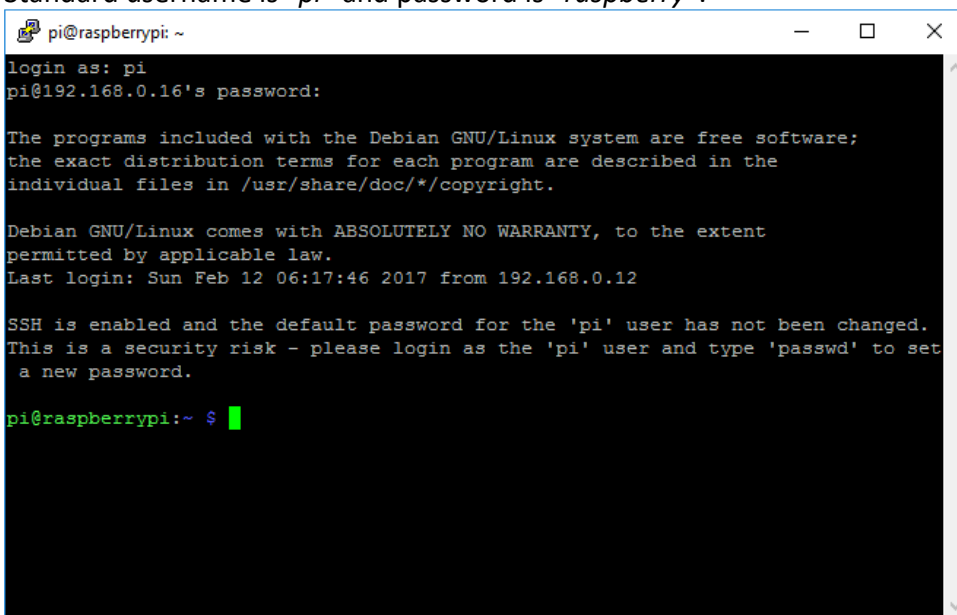 Standard username is "pi" and password is "raspberry".
pi@raspberrypi: ~
login as: pi
pi@192.168.0.16's password:
The programs included with the Debian GNU/Linux system are free software;
the exact distribution terms for each program are described in the
individual files in /usr/share/doc/*/copyright.
Debian GNU/Linux comes with ABSOLUTELY NO WARRANTY, to the extent
permitted by applicable law.
Last login: Sun Feb 12 06:17:46 2017 from 192.168.0.12
SSH is enabled and the default password for the 'pi' user has not been changed.
This is a security risk - please login as the 'pi' user and type 'passwd' to set
a new password.
pi@raspberrypi:~ $